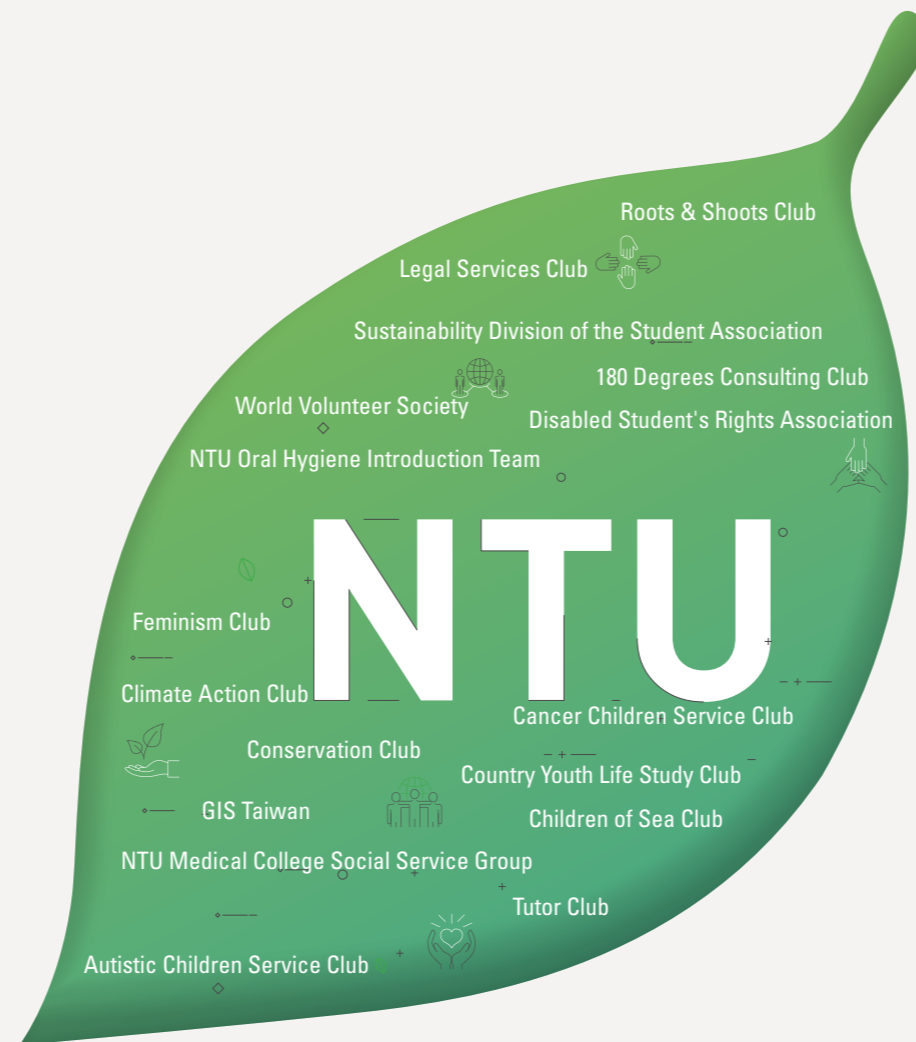 Roots & Shoots Club
Legal Services Club
Sustainability Division of the Student Association
180 Degrees Consulting Club
World Volunteer Society
Disabled Student's Rights Association
NTU Oral Hygiene Introduction Team
NTU
Feminism Club
Climate Action Club
Cancer Children Service Club
Conservation Club
Country Youth Life Study Club
GIS Taiwan
Children of Sea Club
NTU Medical College Social Service Group
Tutor Club
Autistic Children Service Club